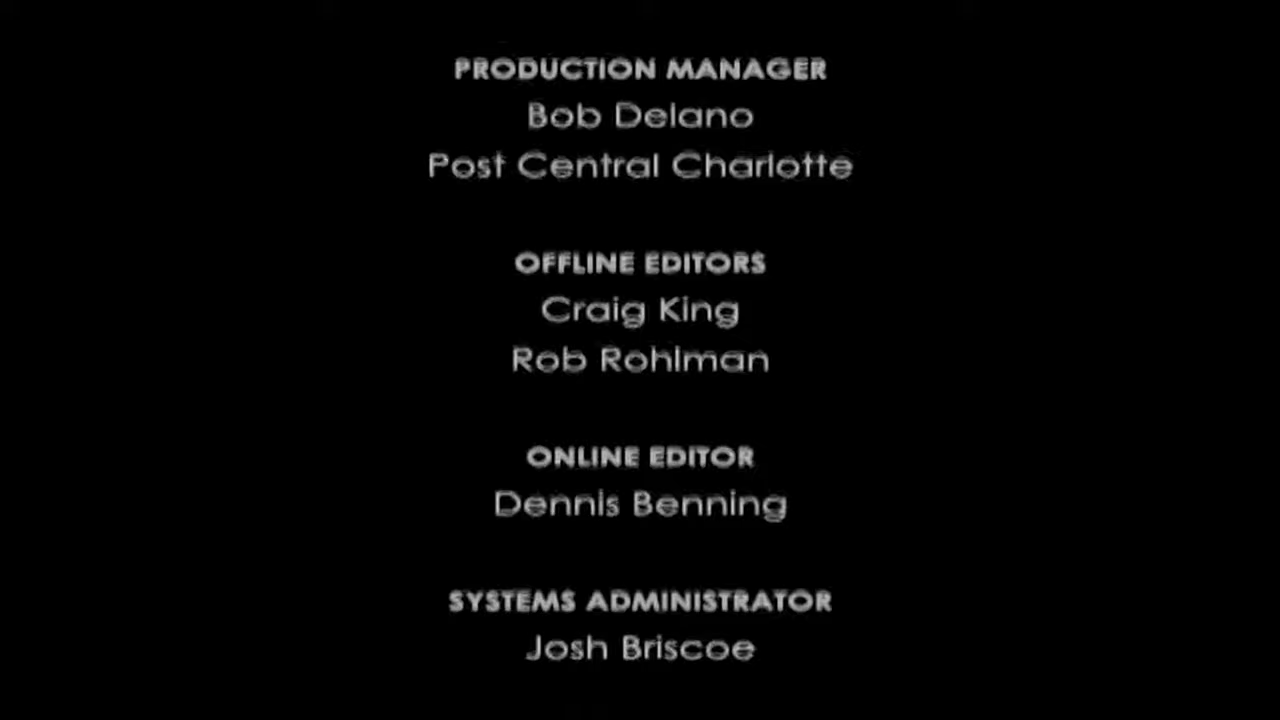 PRODUCTION MANAGER
Bob Delano
Post Central Charlotte
OFFLINE EDITORS
Craig King
Rob Rohlman
ONLINE EDITOR
Dennis Benning
SYSTEMS ADMINISTRATOR
Josh Briscoe